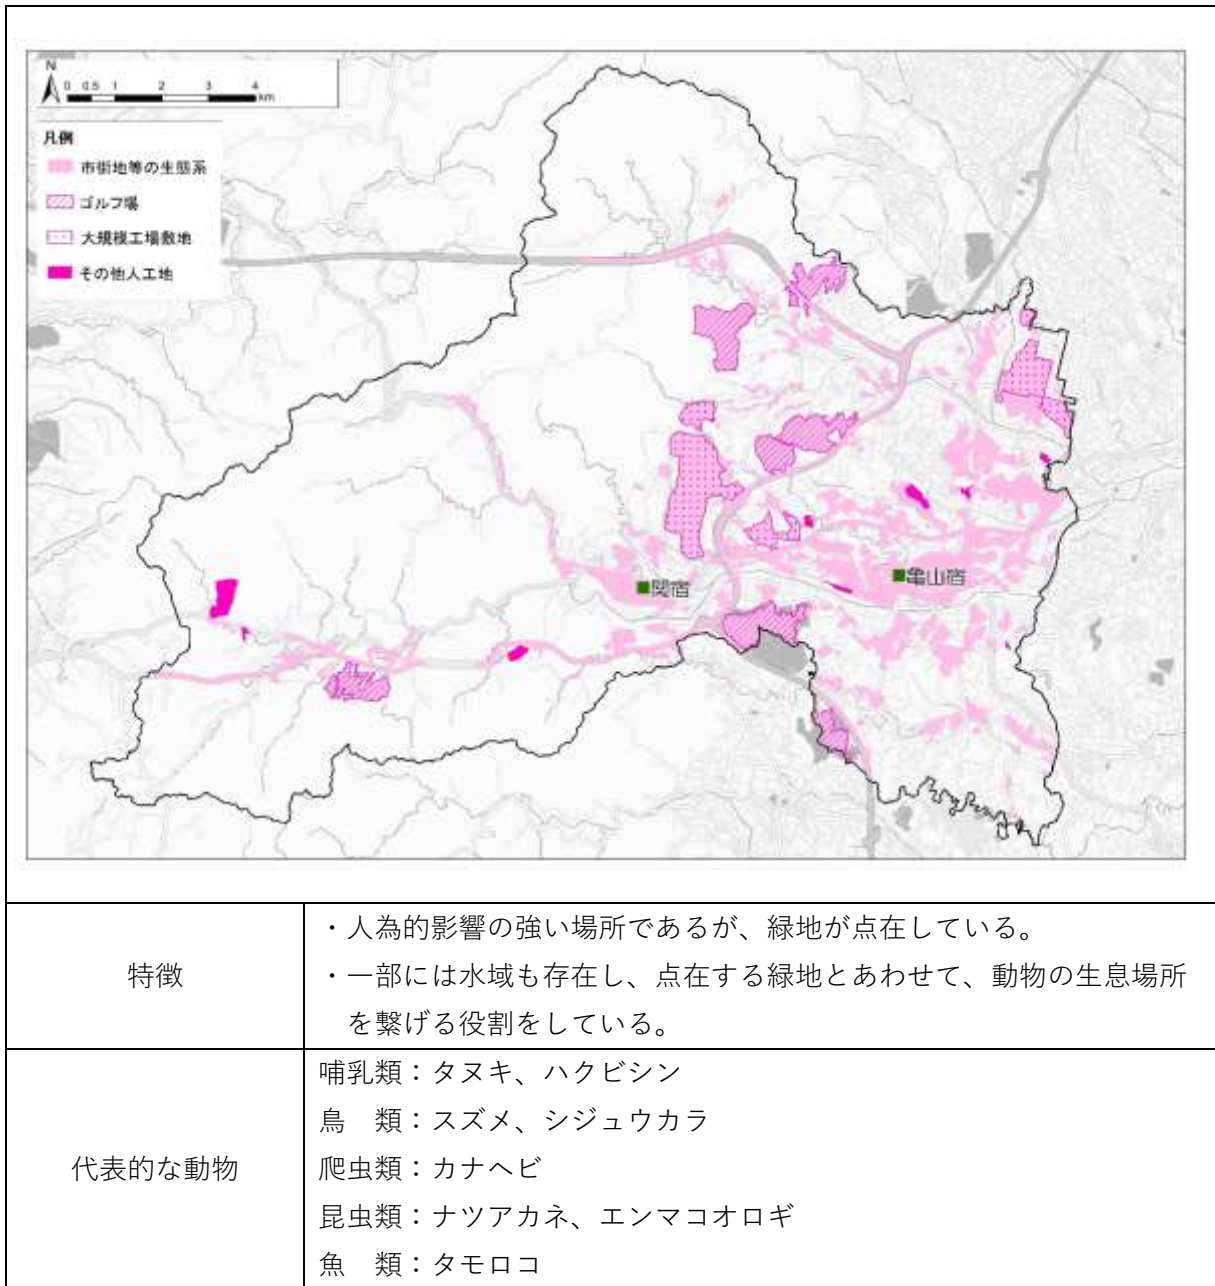 N
0 0.5 1 2 3 4
km
凡例
市街地等の生態系
ゴルフ場
大規模工場敷地
その他人工地
関宿
亀山宿
特徴
・人為的影響の強い場所であるが、緑地が点在している。
・一部には水域も存在し、点在する緑地とあわせて、動物の生息場所
を繋げる役割をしている。
代表的な動物
哺乳類：タヌキ、ハクビシン
鳥　類：スズメ、シジュウカラ
爬虫類：カナヘビ
昆虫類：ナツアカネ、エンマコオロギ
魚　類：タモロコ